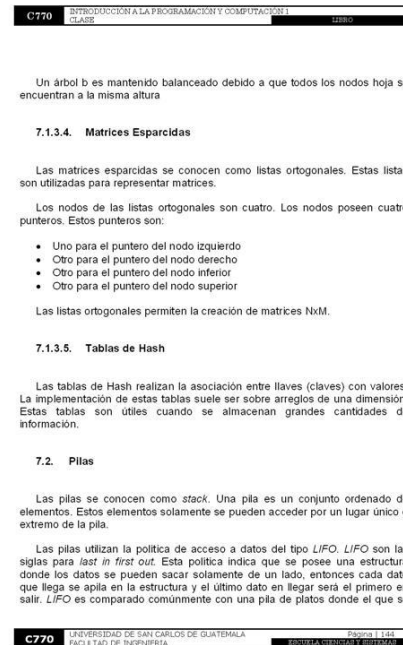 C770
INTRODUCCIÓN A LA PROGRAMACIÓN Y COMPUTACIÓN 1
CLASE
LIBRO
Un árbol b es mantenido balanceado debido a que todos los nodos hoja s
encuentran a la misma altura
7.1.3.4. Matrices Esparcidas
Las matrices esparcidas se conocen como listas ortogonales. Estas lista
son utilizadas para representar matrices.
Los nodos de las listas ortogonales son cuatro. Los nodos poseen cuatr
punteros. Estos punteros son:
• Uno para el puntero del nodo izquierdo
• Otro para el puntero del nodo derecho
• Otro para el puntero del nodo inferior
• Otro para el puntero del nodo superior
Las listas ortogonales permiten la creación de matrices NxM.
7.1.3.5. Tablas de Hash
Las tablas de Hash realizan la asociación entre llaves (claves) con valores
La implementación de estas tablas suele ser sobre arreglos de una dimensión
Estas tablas son útiles cuando se almacenan grandes cantidades d
información.
7.2. Pilas
Las pilas se conocen como stack. Una pila es un conjunto ordenado d
elementos. Estos elementos solamente se pueden acceder por un lugar único
extremo de la pila.
Las pilas utilizan la política de acceso a datos del tipo LIFO. LIFO son la
siglas para last in first out. Esta política indica que se posee una estructur
donde los datos se pueden sacar solamente de un lado, entonces cada dat
que llega se apila en la estructura y el último dato en llegar será el primero e
salir. LIFO es comparado comúnmente con una pila de platos donde el que s
C770
UNIVERSIDAD DE SAN CARLOS DE GUATEMALA
FACULTAD DE INGENIERIA
Página | 144
ESCUELA CIENCIAS Y SISTEMAS